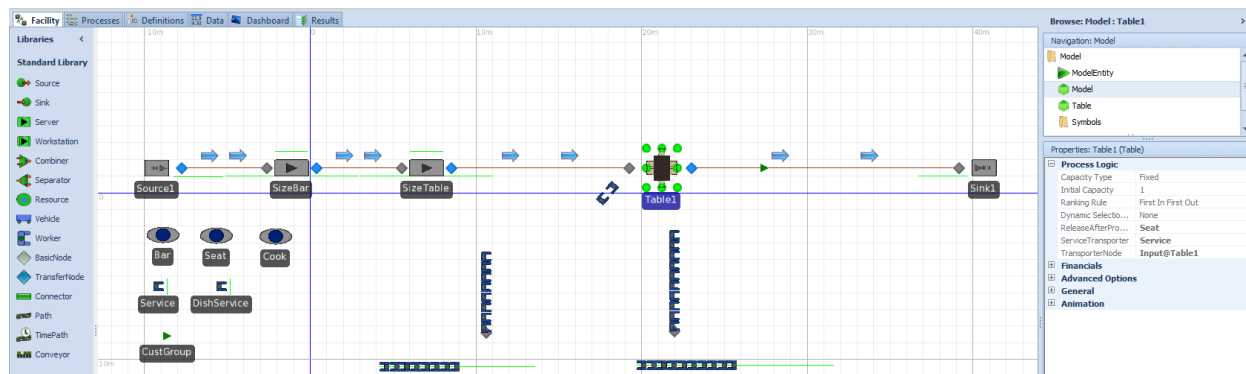 Facility Processes Definitions Data Dashboard Results
Browse: Model : Table1
Libraries
Standard Library
Source
Sink
Server
Workstation
Combiner
Separator
Resource
Vehicle
Worker
BasicNode
TransferNode
Connector
Path
TimePath
Conveyor
-10m 0 10m 20m 30m 40m
Source1 SizeBar SizeTable Table1 Sink1
0
Bar Seat Cook
Service DishService
CustGroup
Navigation: Model
Model
ModelEntity
Model
Table
Symbols
Properties: Table1 (Table)
Process Logic
Capacity Type Fixed
Initial Capacity 1
Ranking Rule First In First Out
Dynamic Selectio... None
ReleaseAfterPro... Seat
ServiceTransporter Service
TransporterNode Input@Table1
Financials
Advanced Options
General
Animation